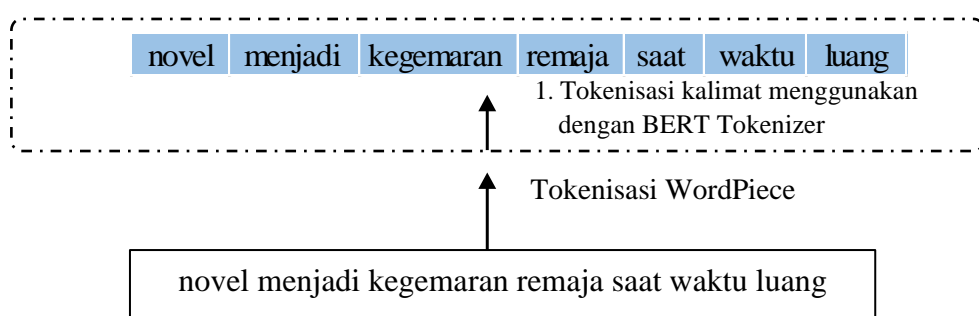 novel menjadi kegemaran remaja saat waktu luang
1. Tokenisasi kalimat menggunakan
dengan BERT Tokenizer
Tokenisasi WordPiece
novel menjadi kegemaran remaja saat waktu luang